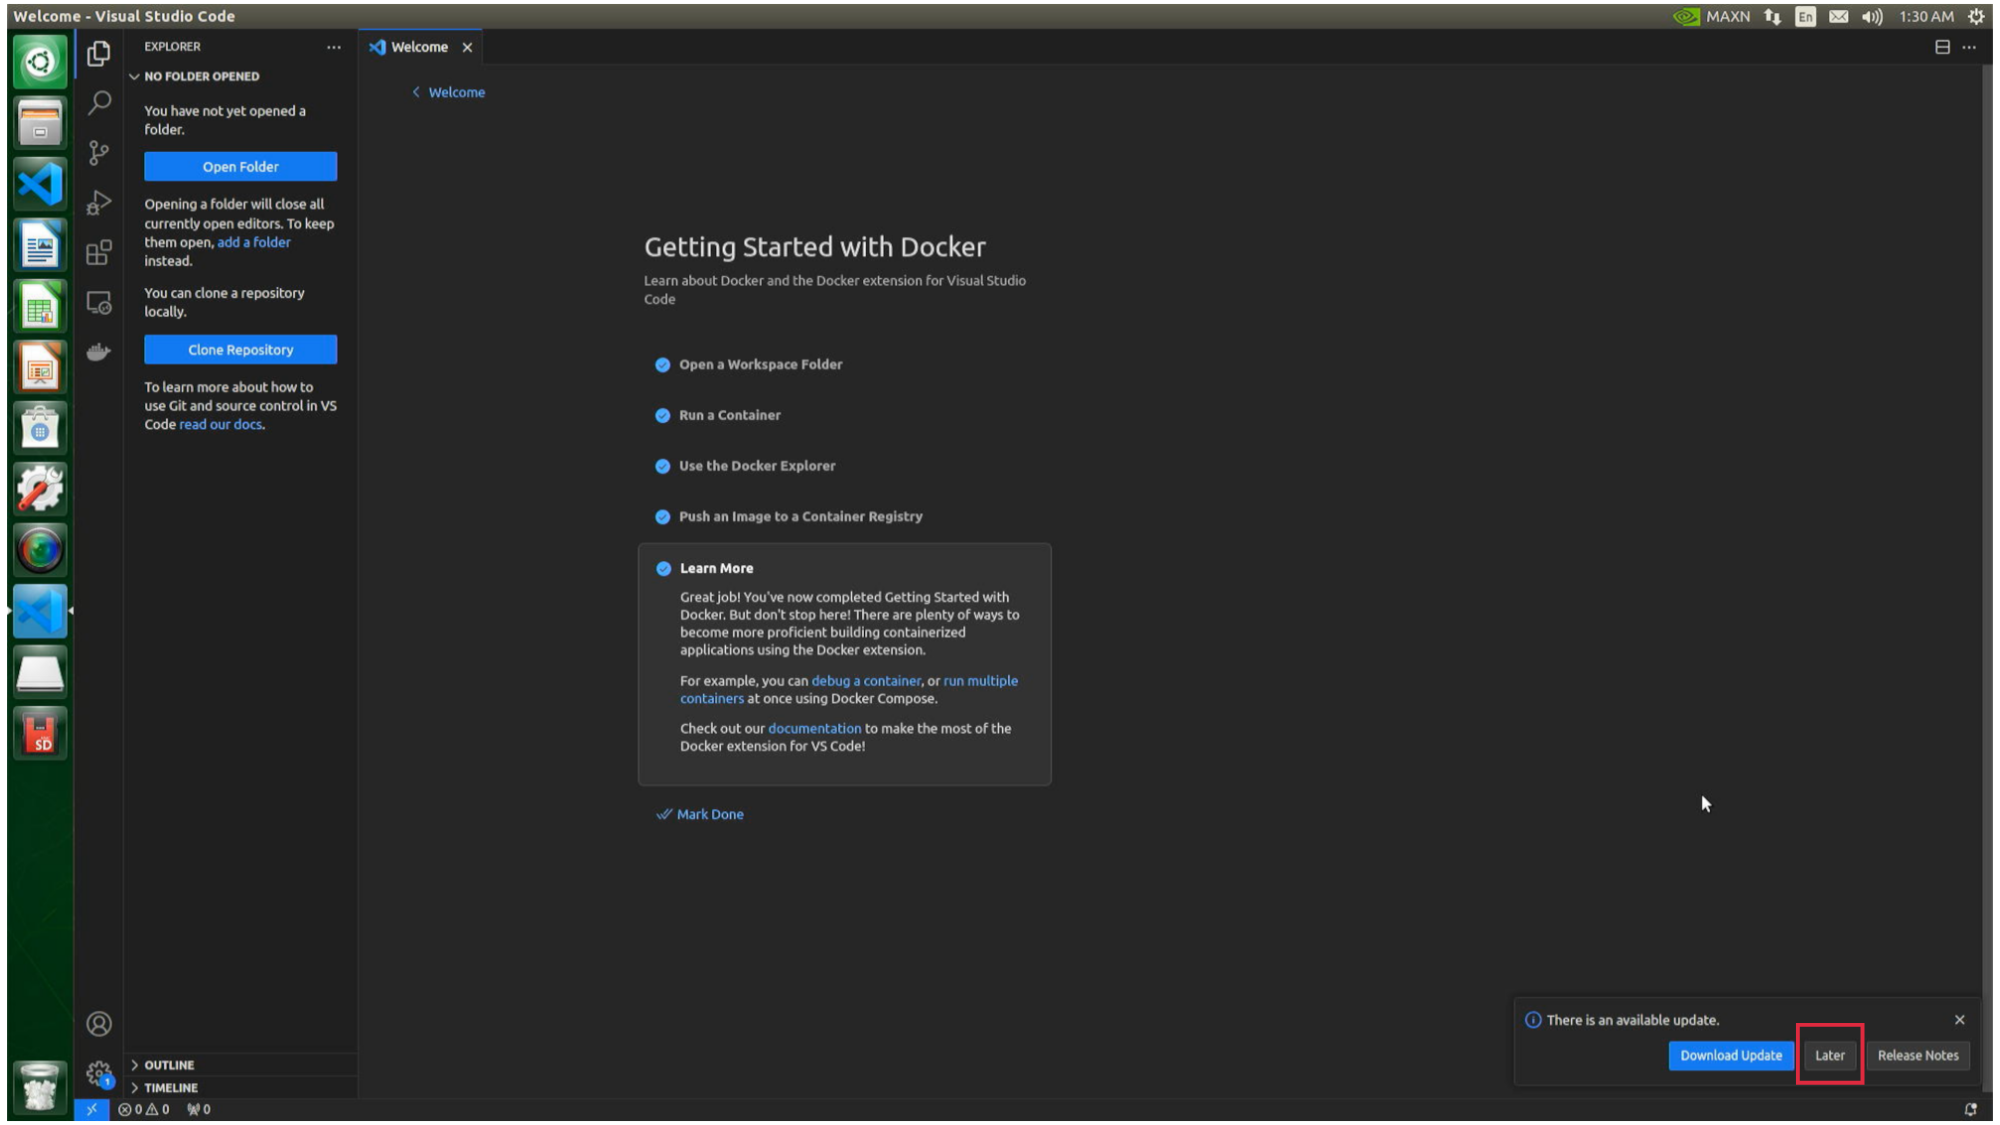 Welcome - Visual Studio Code
MAXN
En
1:30 AM
EXPLORER
Welcome
NO FOLDER OPENED
Welcome
You have not yet opened a
folder.
Open Folder
Opening a folder will close all
currently open editors. To keep
them open, add a folder
instead.
You can clone a repository
locally.
Clone Repository
To learn more about how to
use Git and source control in VS
Code read our docs.
Getting Started with Docker
Learn about Docker and the Docker extension for Visual Studio
Code
Open a Workspace Folder
Run a Container
Use the Docker Explorer
Push an Image to a Container Registry
Learn More
Great job! You've now completed Getting Started with
Docker. But don't stop here! There are plenty of ways to
become more proficient building containerized
applications using the Docker extension.
For example, you can debug a container, or run multiple
containers at once using Docker Compose.
Check out our documentation to make the most of the
Docker extension for VS Code!
Mark Done
SD
There is an available update.
Download Update
Later
Release Notes
OUTLINE
TIMELINE
1
0 0 0